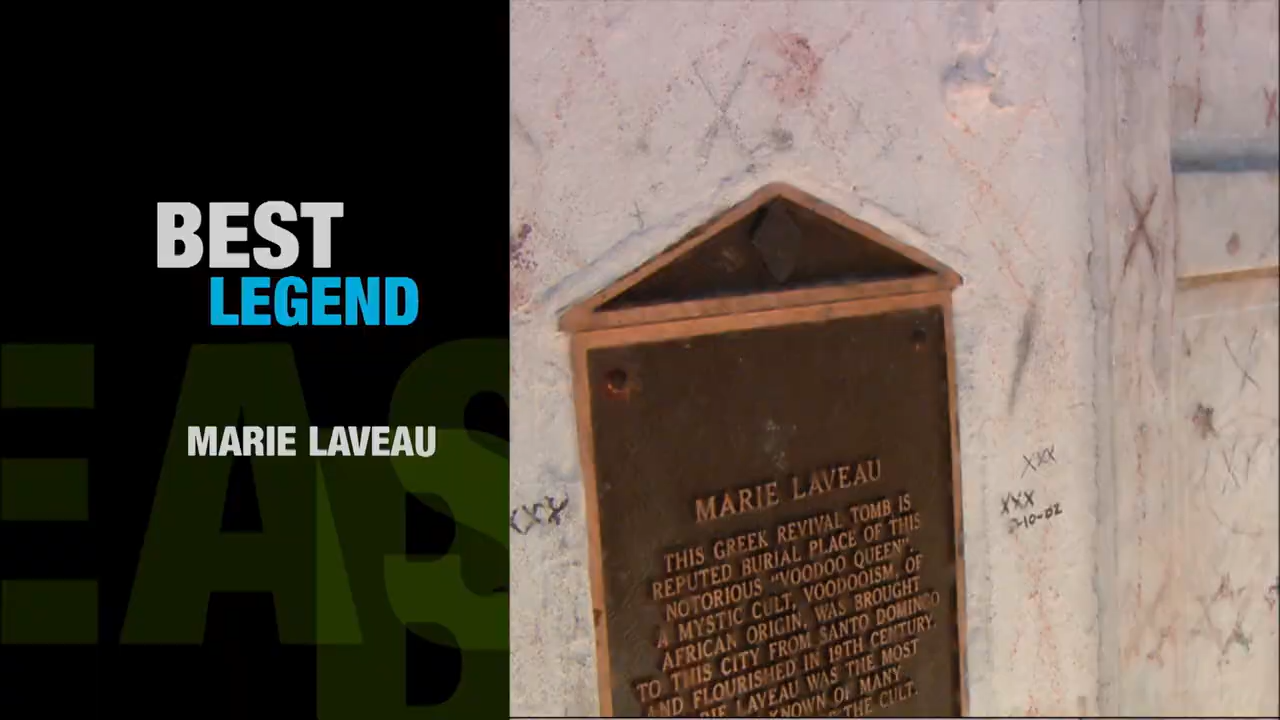 BEST
LEGEND
EAS
D
MARIE LAVEAU
MARIE LAVEAU
THIS GREEK REVIVAL TOMB IS
REPUTED BURIAL PLACE OF THIS
NOTORIOUS "VOODOO QUEEN".
A MYSTIC CULT, VOODOOISM, OF
AFRICAN ORIGIN, WAS BROUGHT
TO THIS CITY FROM SANTO DOMINGO
AND FLOURISHED IN 19TH CENTURY.
LAVEAU WAS THE MOST
KNOWN OF MANY
THE CULT.
XXX
XXX
XXX